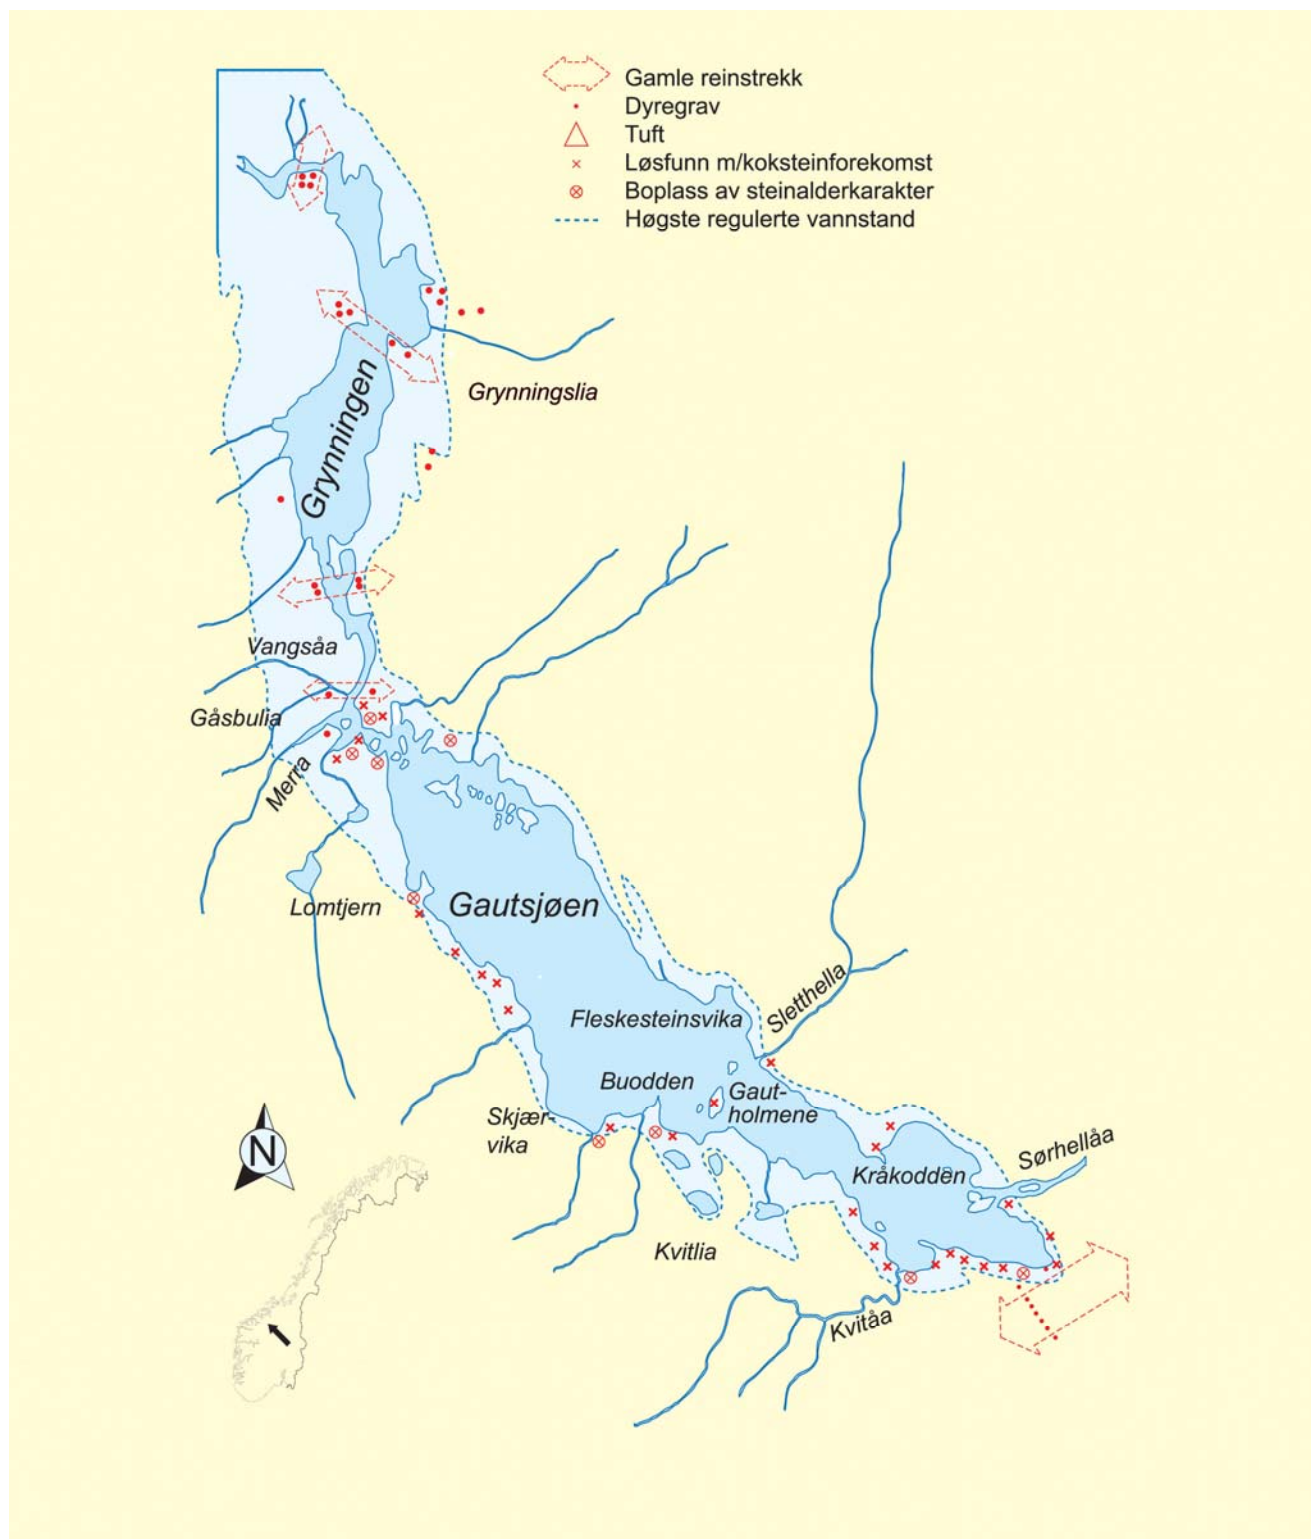 Gamle reinstrekk
Dyregrav
Tuft
Løsfunn m/koksteinforekomst
Boplass av steinalderkarakter
Høgste regulerte vannstand
Grynningslia
Grynningen
Vangsåa
Gåsbulia
Merra
Lomtjern
Gautsjøen
Sletthella
Fleskesteinsvika
Buodden
Gaut-
holmene
Skjær-
vika
Kråkodden
Sørhellåa
Kvitlia
Kvitåa
N